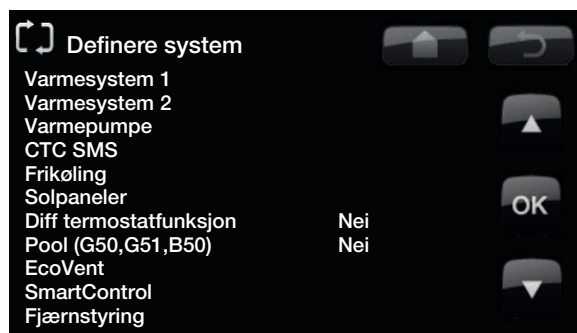 Definere system
Varmesystem 1
Varmesystem 2
Varmepumpe
CTC SMS
Frikøling
Solpaneler
Diff termostatfunksjon Nei
Pool (G50,G51,B50) Nei
EcoVent
SmartControl
Fjærnstyring
OK